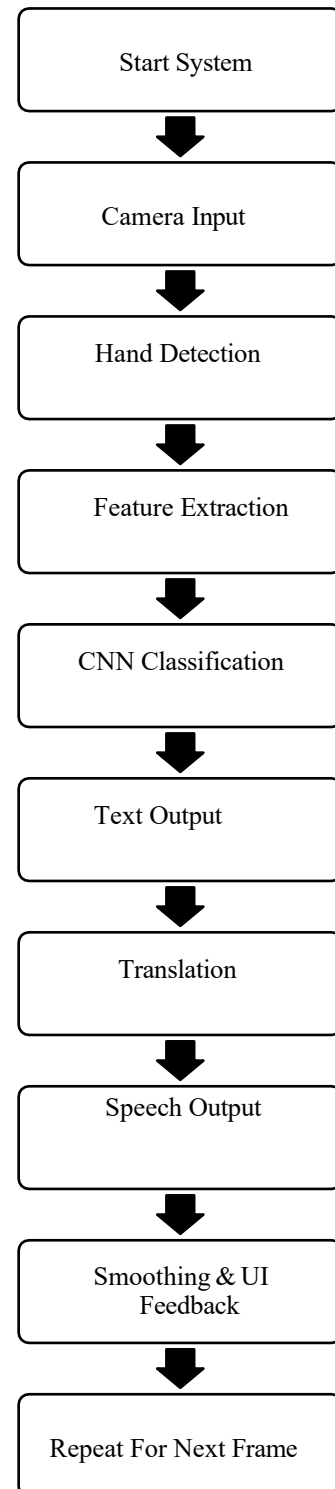 Start System
Camera Input
Hand Detection
Feature Extraction
CNN Classification
Text Output
Translation
Speech Output
Smoothing & UI
Feedback
Repeat For Next Frame